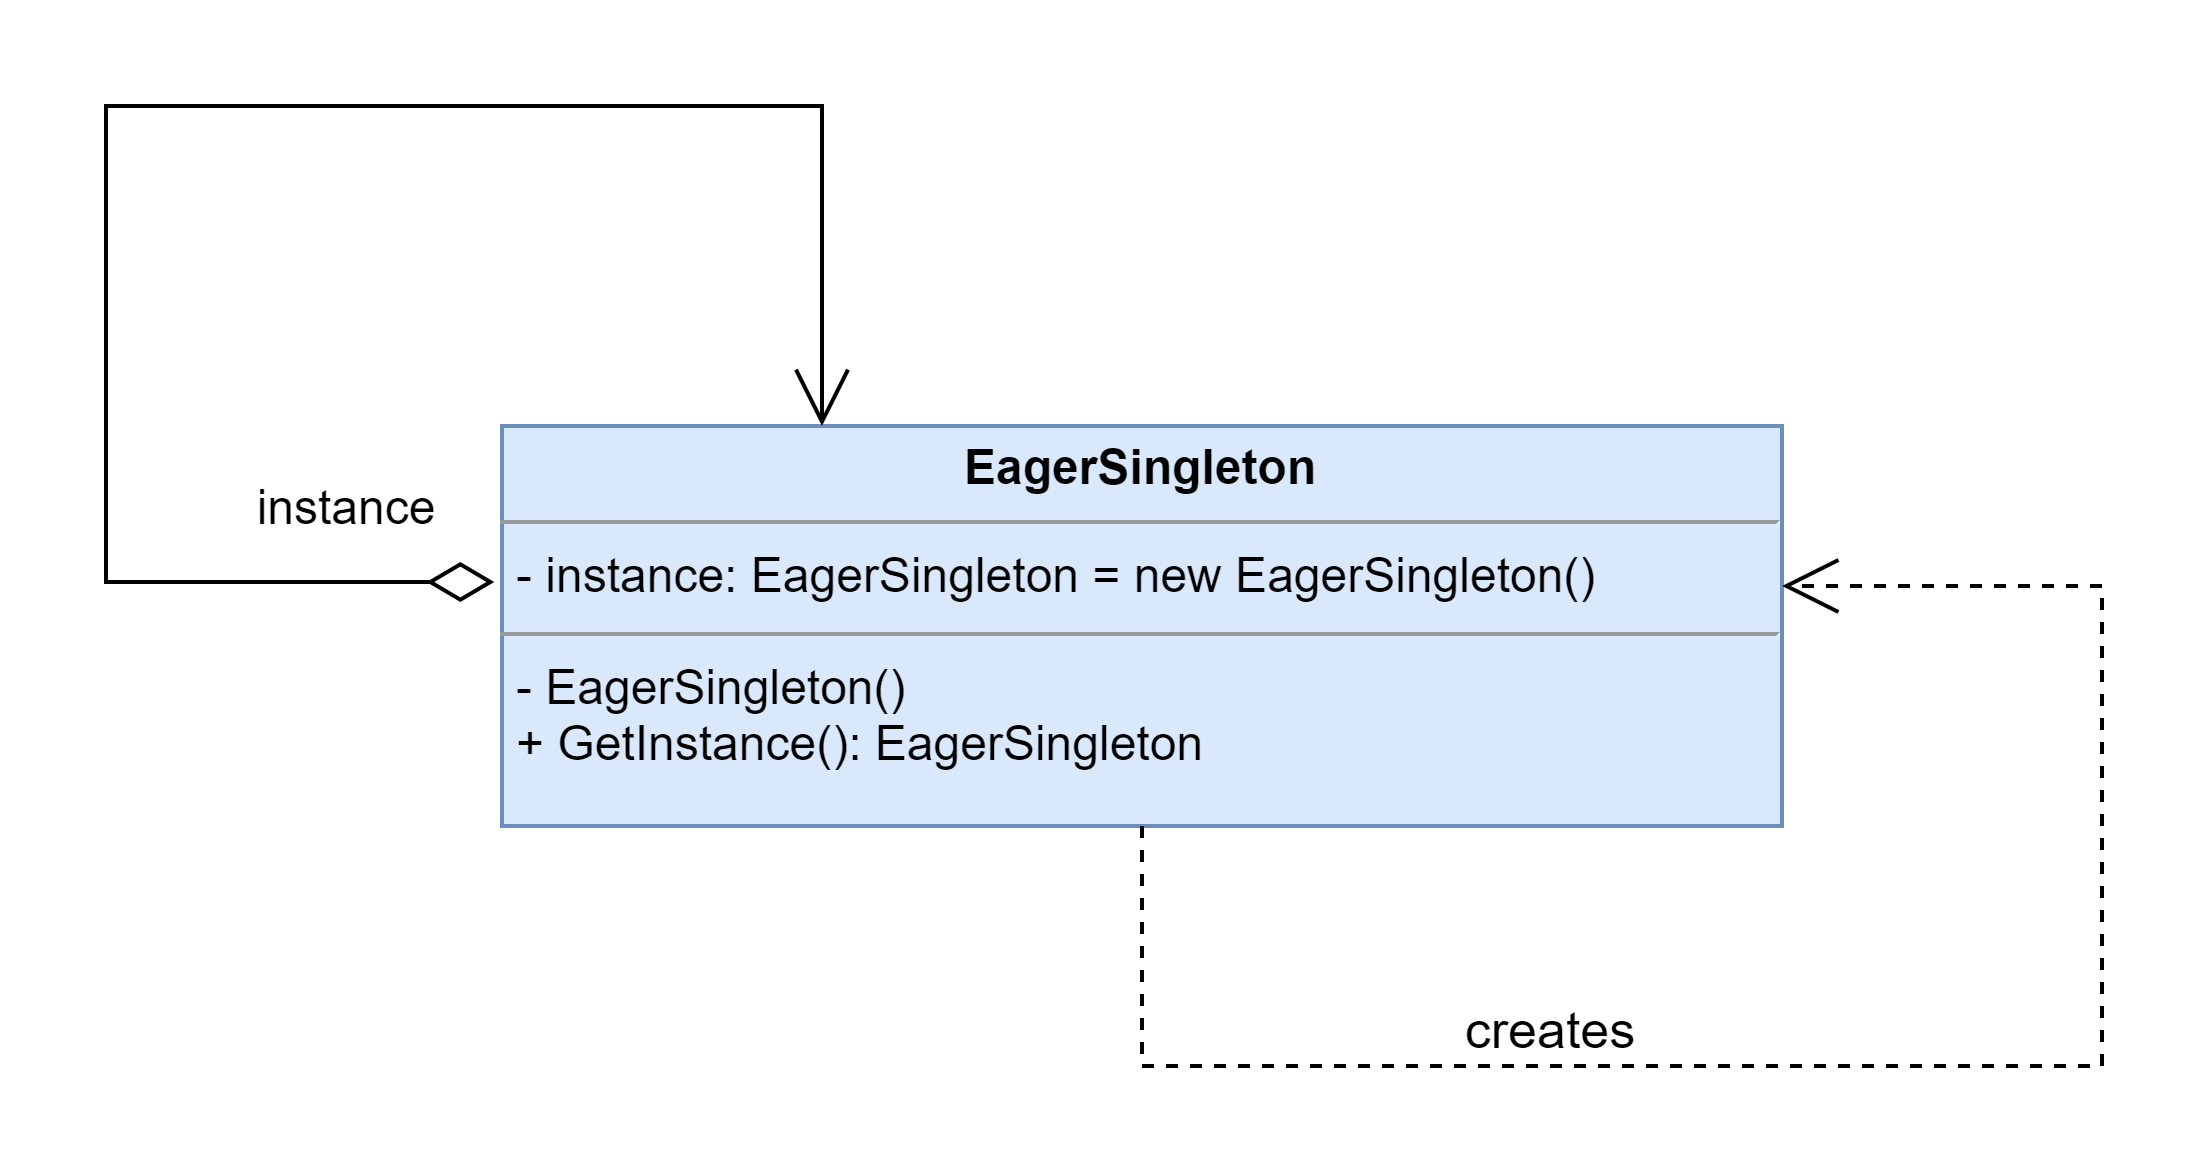 EagerSingleton
instance
- instance: EagerSingleton = new EagerSingleton()
- EagerSingleton()
+ GetInstance(): EagerSingleton
creates